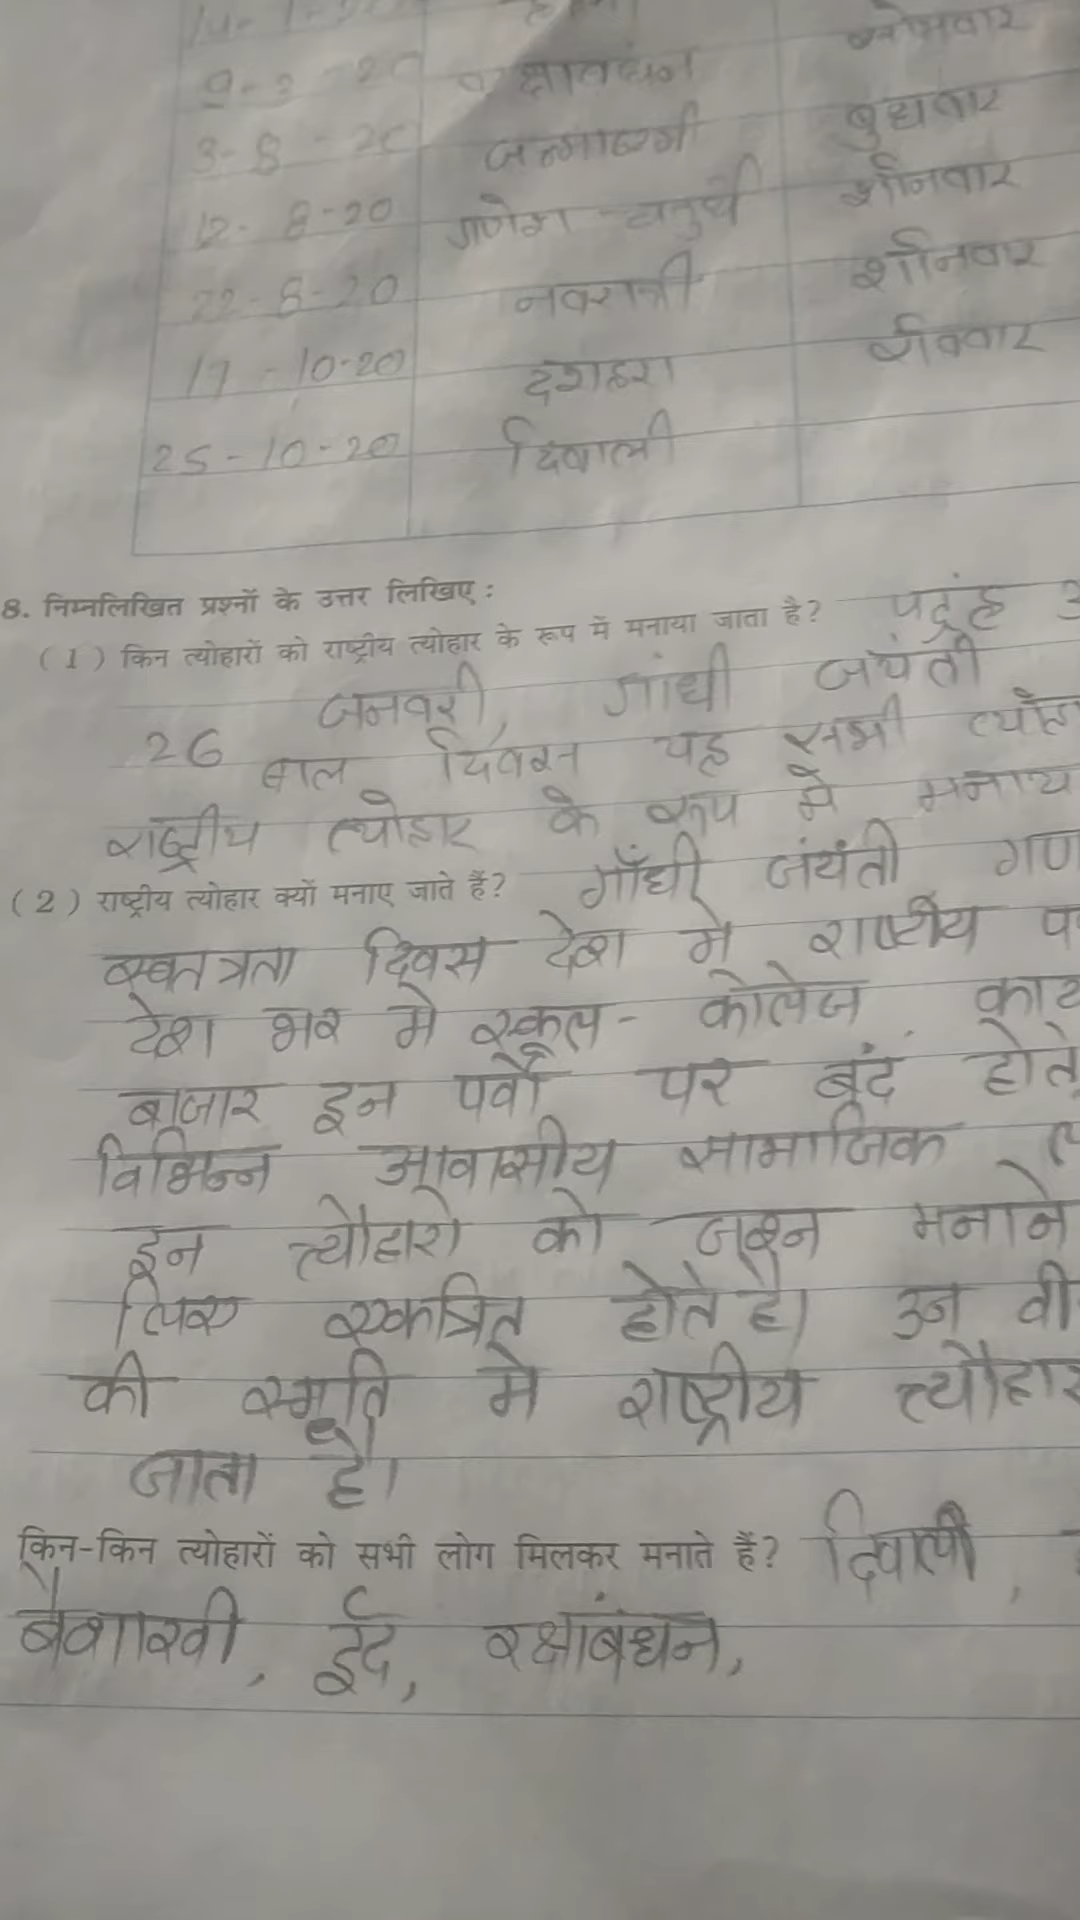 9-3-20 रक्षाबंधन सोमवार
3-8-20 जन्माष्टमी बुधवार
12-8-20 गणेश चतुर्थी शनिवार
22-8-20 नवरात्री शनिवार
17-10-20 दशहरा रविवार
25-10-20 दिवाली
8. निम्नलिखित प्रश्नों के उत्तर लिखिए :
(1) किन त्योहारों को राष्ट्रीय त्योहार के रूप में मनाया जाता है?
26 जनवरी, गांधी जयंती
बाल दिवस यह सभी
राष्ट्रीय त्योहार के रूप मे
(2) राष्ट्रीय त्योहार क्यों मनाए जाते हैं? गाँधी जंयंती
स्वतत्रता दिवस देश मे राष्टीय
देश भर मे स्कूल - कोलेज
बाजार इन पर्वो पर बंद होते
विभिन्न आवासीय सामाजिक
इन त्यौहारो को जश्न मनाने
लिए एकत्रित होते है। उन
की स्मृति मे राष्ट्रीय त्यौहार
जाता है।
किन-किन त्योहारों को सभी लोग मिलकर मनाते हैं? दिवाली,
बैशाखी, ईद, रक्षाबंधन,